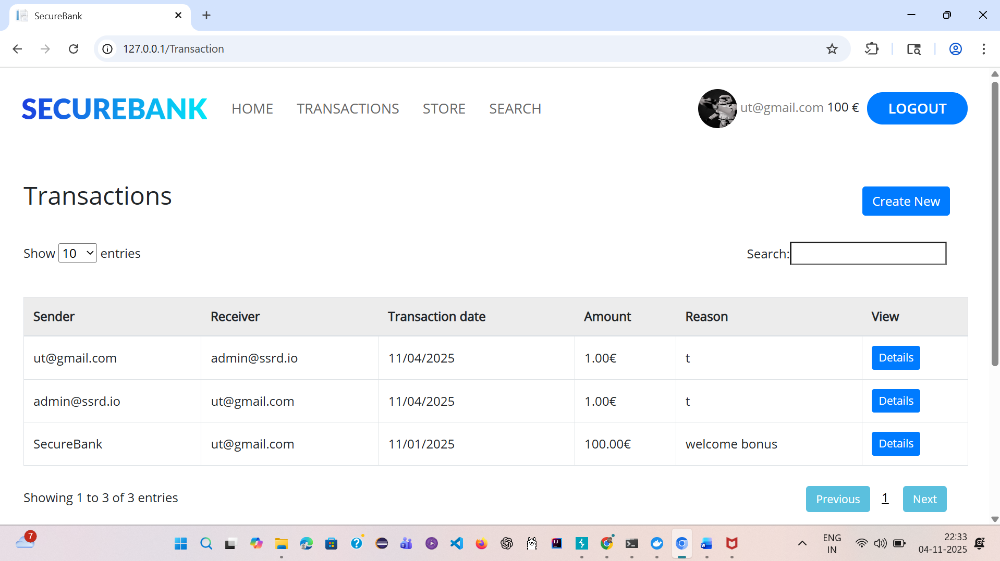 SecureBank
127.0.0.1/Transaction
SECUREBANK HOME TRANSACTIONS STORE SEARCH ut@gmail.com 100 € LOGOUT
Transactions Create New
Show 10 entries Search:
Sender Receiver Transaction date Amount Reason View
ut@gmail.com admin@ssrd.io 11/04/2025 1.00€ t Details
admin@ssrd.io ut@gmail.com 11/04/2025 1.00€ t Details
SecureBank ut@gmail.com 11/01/2025 100.00€ welcome bonus Details
Showing 1 to 3 of 3 entries Previous 1 Next
7
ENG
IN
22:33
04-11-2025